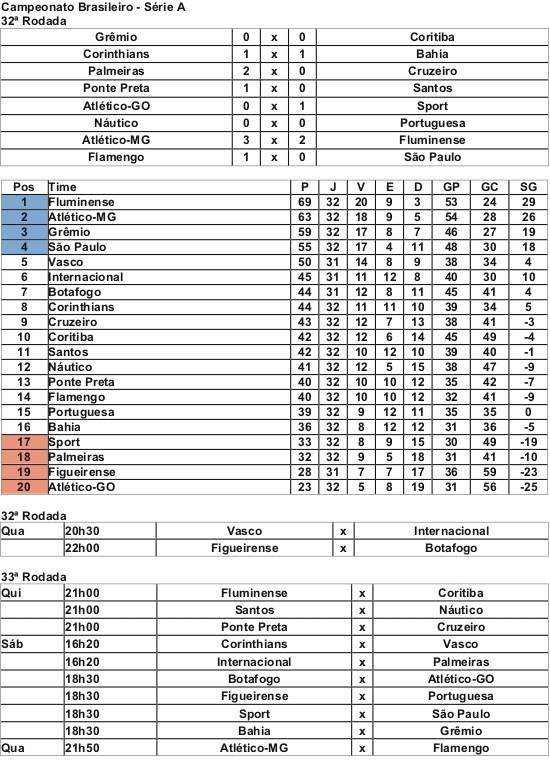 Campeonato Brasileiro - Série A
32ª Rodada
Grêmio 0 x 0 Coritiba
Corinthians 1 x 1 Bahia
Palmeiras 2 x 0 Cruzeiro
Ponte Preta 1 x 0 Santos
Atlético-GO 0 x 1 Sport
Náutico 0 x 0 Portuguesa
Atlético-MG 3 x 2 Fluminense
Flamengo 1 x 0 São Paulo
Pos Time P J V E D GP GC SG
1 Fluminense 69 32 20 9 3 53 24 29
2 Atlético-MG 63 32 18 9 5 54 28 26
3 Grêmio 59 32 17 8 7 46 27 19
4 São Paulo 55 32 17 4 11 48 30 18
5 Vasco 50 31 14 8 9 38 34 4
6 Internacional 45 31 11 12 8 40 30 10
7 Botafogo 44 31 12 8 11 45 41 4
8 Corinthians 44 32 11 11 10 39 34 5
9 Cruzeiro 43 32 12 7 13 38 41 -3
10 Coritiba 42 32 12 6 14 45 49 -4
11 Santos 42 32 10 12 10 39 40 -1
12 Náutico 41 32 12 5 15 38 47 -9
13 Ponte Preta 40 32 10 10 12 35 42 -7
14 Flamengo 40 32 10 10 12 32 41 -9
15 Portuguesa 39 32 9 12 11 35 35 0
16 Bahia 36 32 8 12 12 31 36 -5
17 Sport 33 32 8 9 15 30 49 -19
18 Palmeiras 32 32 9 5 18 31 41 -10
19 Figueirense 28 31 7 7 17 36 59 -23
20 Atlético-GO 23 32 5 8 19 31 56 -25
32ª Rodada
Qua 20h30 Vasco x Internacional
22h00 Figueirense x Botafogo
33ª Rodada
Qui 21h00 Fluminense x Coritiba
21h00 Santos x Náutico
21h00 Ponte Preta x Cruzeiro
Sáb 16h20 Corinthians x Vasco
16h20 Internacional x Palmeiras
18h30 Botafogo x Atlético-GO
18h30 Figueirense x Portuguesa
18h30 Sport x São Paulo
18h30 Bahia x Grêmio
Qua 21h50 Atlético-MG x Flamengo